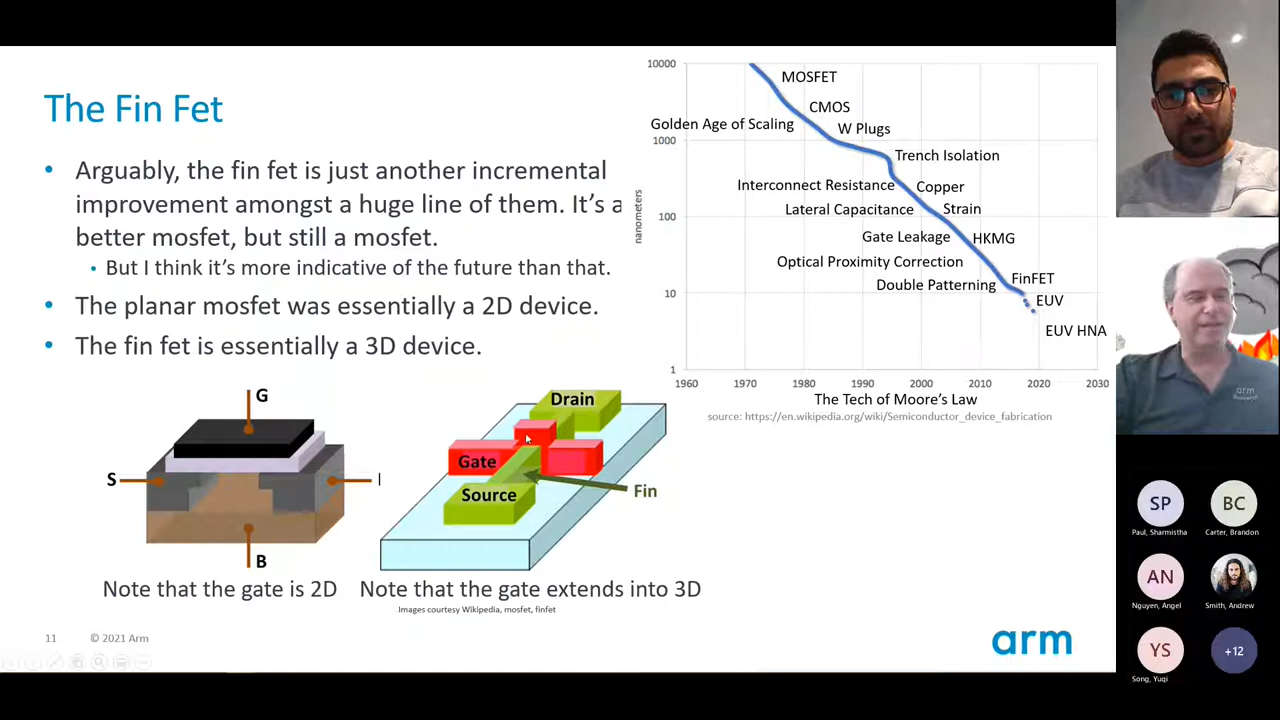 The Fin Fet
• Arguably, the fin fet is just another incremental
improvement amongst a huge line of them. It’s a
better mosfet, but still a mosfet.
• But I think it’s more indicative of the future than that.
• The planar mosfet was essentially a 2D device.
• The fin fet is essentially a 3D device.
G
S
B
Note that the gate is 2D
Drain
Gate
Source
Fin
Note that the gate extends into 3D
Images courtesy Wikipedia, mosfet, finfet
nanometers
10000
1000
100
10
1
MOSFET
CMOS
Golden Age of Scaling
W Plugs
Trench Isolation
Interconnect Resistance
Copper
Lateral Capacitance
Strain
Gate Leakage
HKMG
Optical Proximity Correction
FinFET
Double Patterning
EUV
EUV HNA
1960 1970 1980 1990 2000 2010 2020 2030
The Tech of Moore’s Law
source: https://en.wikipedia.org/wiki/Semiconductor_device_fabrication
11 © 2021 Arm
arm
arm
Research
SP
Paul, Sharmistha
BC
Carter, Brandon
AN
Nguyen, Angel
Smith, Andrew
YS
Song, Yuqi
+12